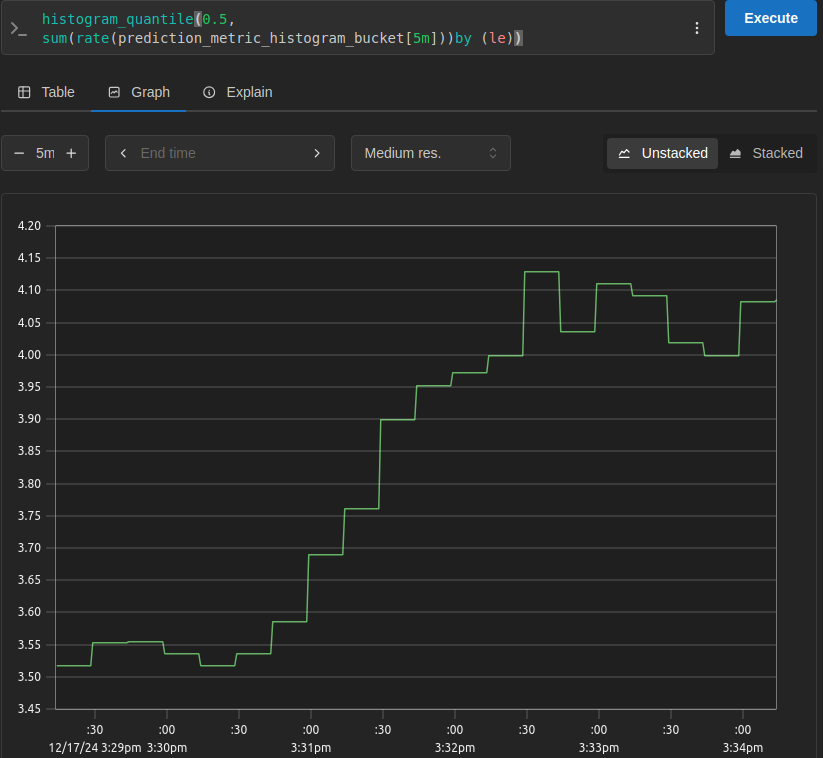 histogram_quantile(0.5,
sum(rate(prediction_metric_histogram_bucket[5m]))by (le))
Execute
Table Graph Explain
5m End time Medium res. Unstacked Stacked
4.20
4.15
4.10
4.05
4.00
3.95
3.90
3.85
3.80
3.75
3.70
3.65
3.60
3.55
3.50
3.45
:30 :00 :30 :00 :30 :00 :30 :00 :30 :00
12/17/24 3:29pm 3:30pm 3:31pm 3:32pm 3:33pm 3:34pm